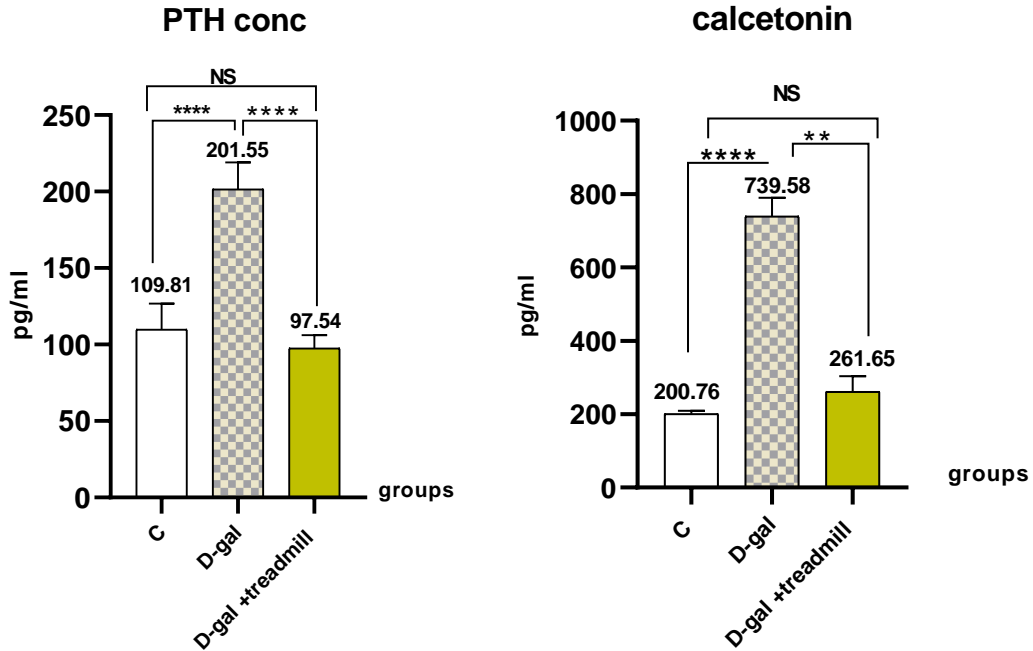 PTH conc
NS
**** ****
250
201.55
200
150
109.81
97.54
100
50
0
pg/ml
groups
C
D-gal
D-gal +treadmill
calcetonin
NS
1000
**** **
739.58
800
600
400
261.65
200.76
200
0
pg/ml
groups
C
D-gal
D-gal +treadmill